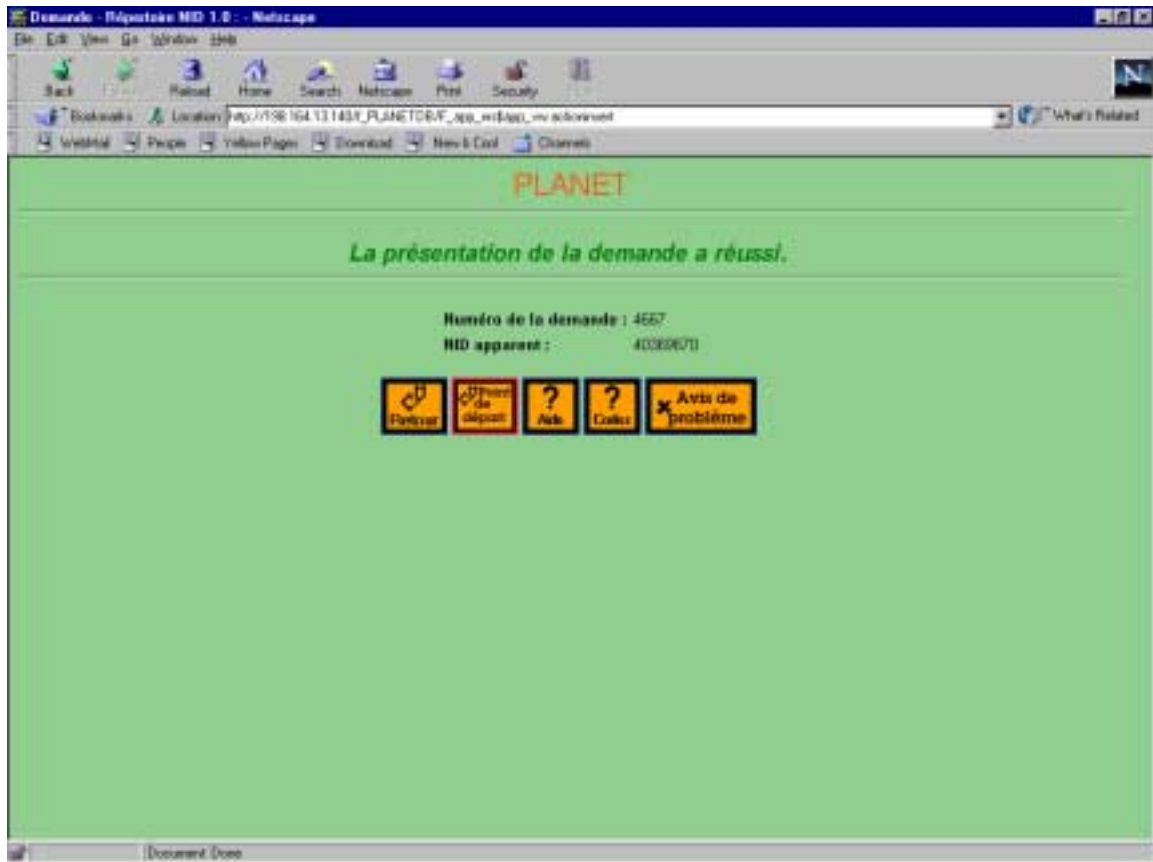 Demande - Répertoire NID 1.0 : - Netscape
File Edit View Go Window Help
Back Reload Home Search Netscape Print Security
Bookmarks Location: What's Related
WebMail People Yellow Pages Download New & Cool Channels
PLANET
La présentation de la demande a réussi.
Numéro de la demande : 4667
NID apparent :
Retour
Point de départ
? Aide
? Codes
Avis de problème
Document: Done